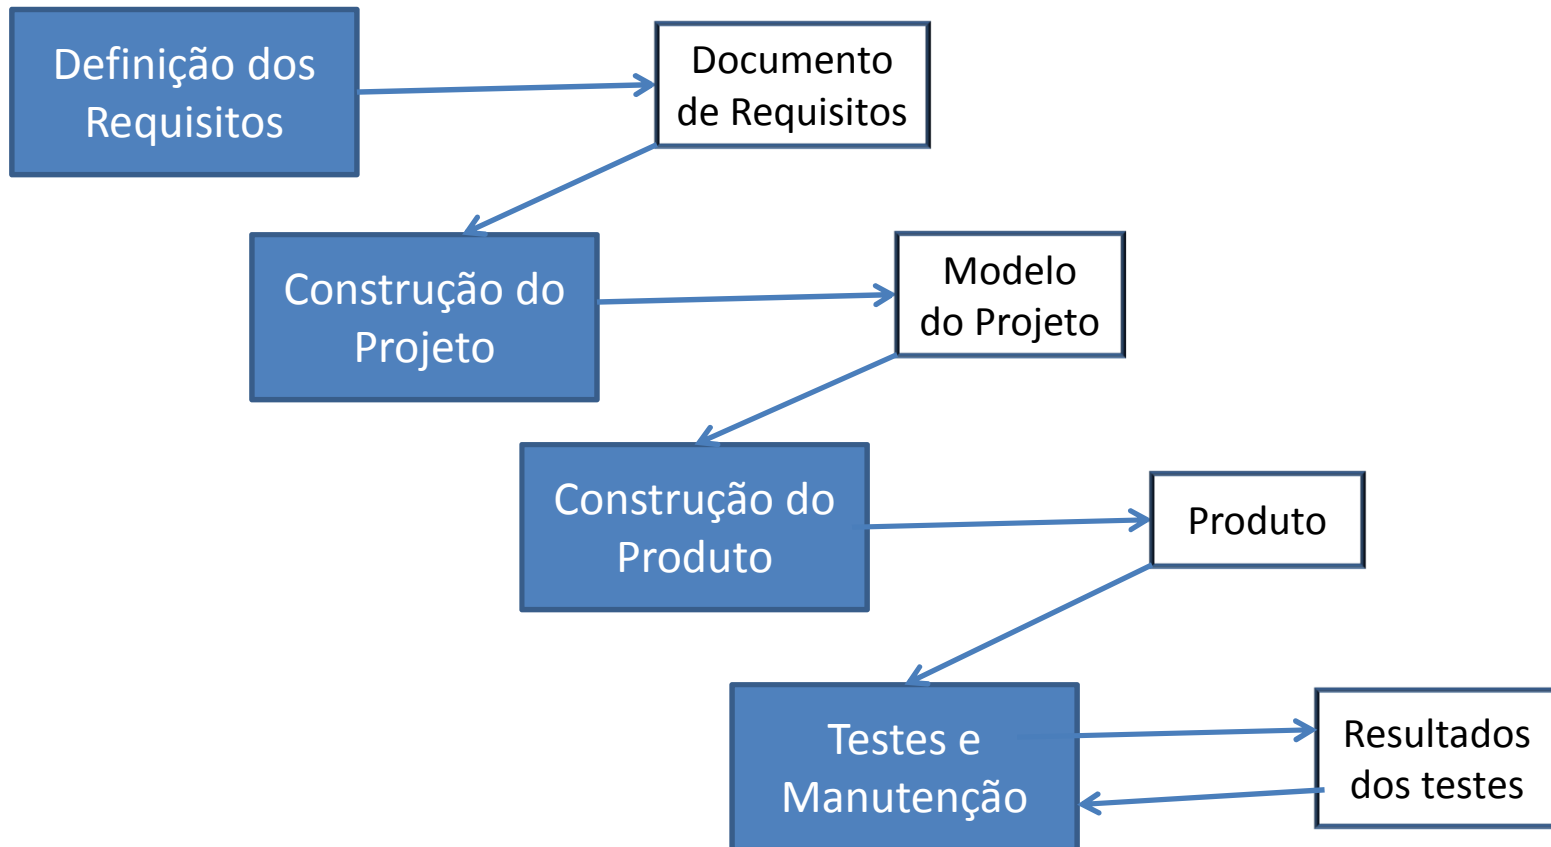 Definição dos
Requisitos
Documento
de Requisitos
Construção do
Projeto
Modelo
do Projeto
Construção do
Produto
Produto
Testes e
Manutenção
Resultados
dos testes